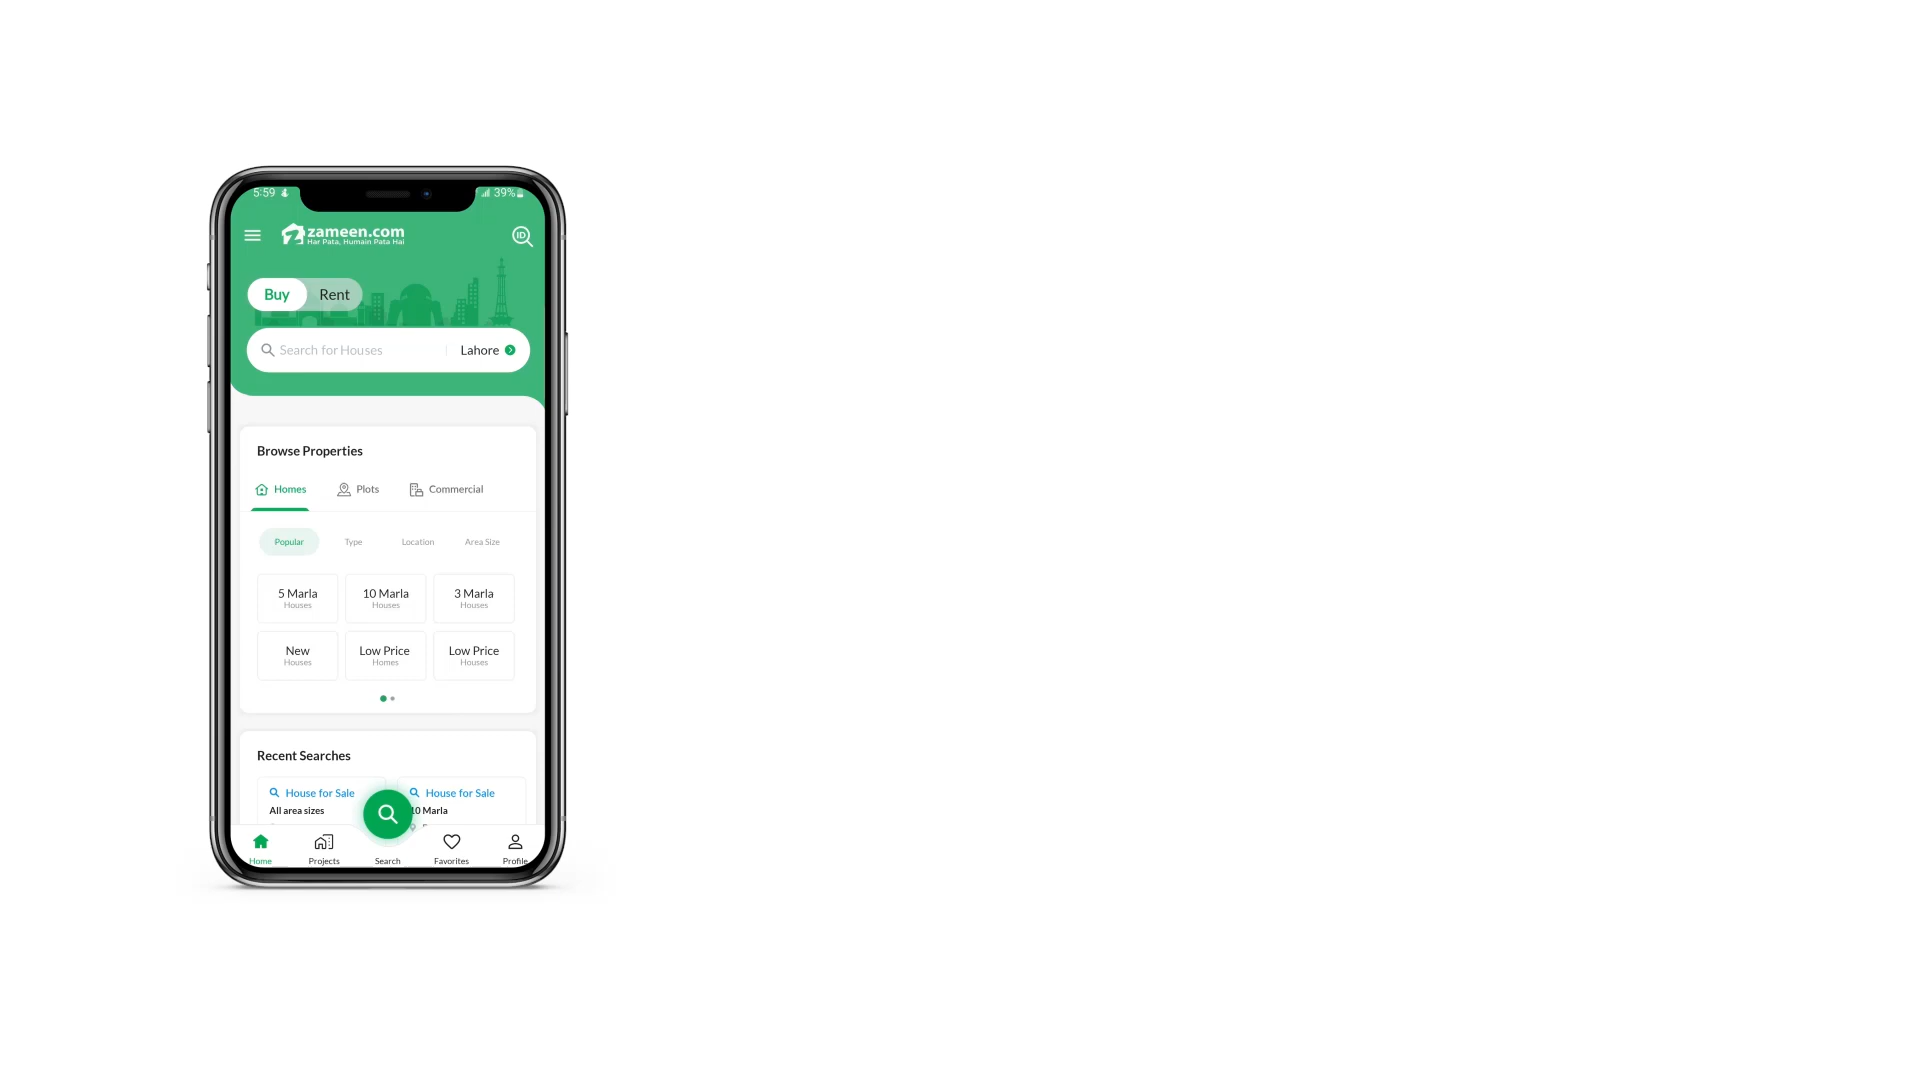 5:59
39%
zameen.com
Har Pata, Humain Pata Hai
ID
Buy Rent
Search for Houses Lahore
Browse Properties
Homes Plots Commercial
Popular Type Location Area Size
5 Marla 10 Marla 3 Marla
Houses Houses Houses
New Low Price Low Price
Houses Homes Houses
Recent Searches
House for Sale House for Sale
All area sizes 10 Marla
Home Projects Search Favorites Profile